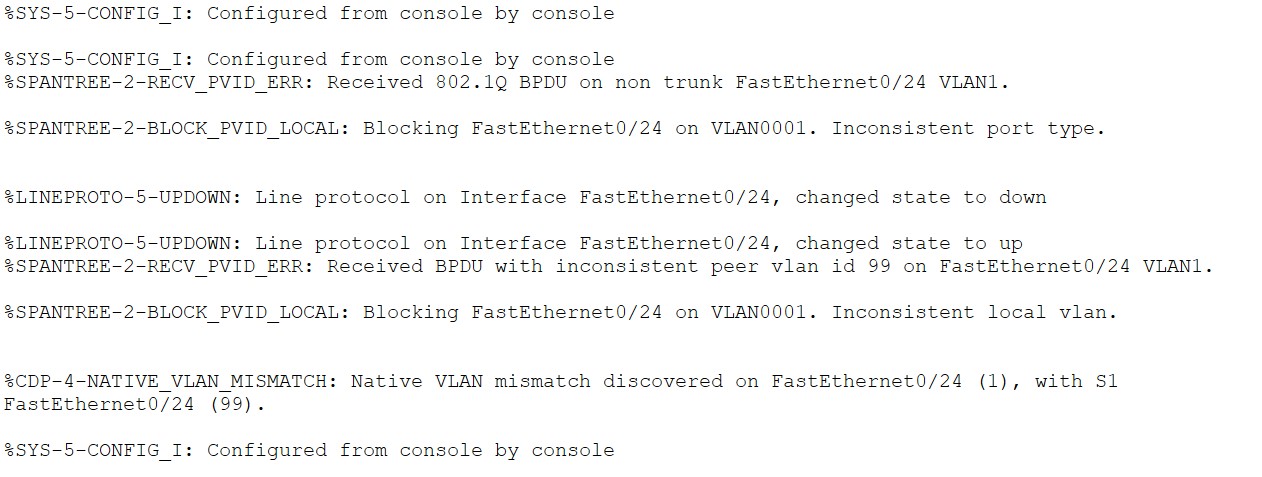 %SYS-5-CONFIG_I: Configured from console by console
%SYS-5-CONFIG_I: Configured from console by console
%SPANTREE-2-RECV_PVID_ERR: Received 802.1Q BPDU on non trunk FastEthernet0/24 VLAN1.
%SPANTREE-2-BLOCK_PVID_LOCAL: Blocking FastEthernet0/24 on VLAN0001. Inconsistent port type.
%LINEPROTO-5-UPDOWN: Line protocol on Interface FastEthernet0/24, changed state to down
%LINEPROTO-5-UPDOWN: Line protocol on Interface FastEthernet0/24, changed state to up
%SPANTREE-2-RECV_PVID_ERR: Received BPDU with inconsistent peer vlan id 99 on FastEthernet0/24 VLAN1.
%SPANTREE-2-BLOCK_PVID_LOCAL: Blocking FastEthernet0/24 on VLAN0001. Inconsistent local vlan.
%CDP-4-NATIVE_VLAN_MISMATCH: Native VLAN mismatch discovered on FastEthernet0/24 (1), with S1
FastEthernet0/24 (99).
%SYS-5-CONFIG_I: Configured from console by console